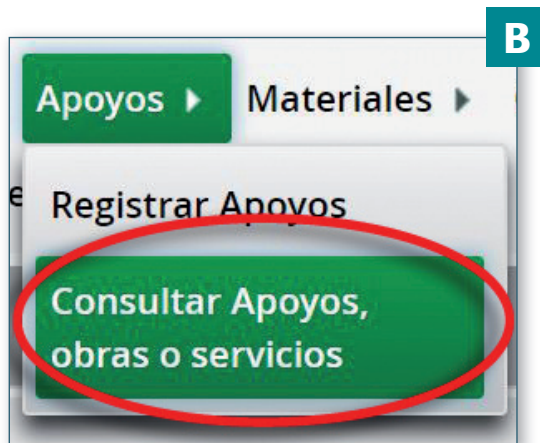 B
Apoyos Materiales
Registrar Apoyos
Consultar Apoyos,
obras o servicios